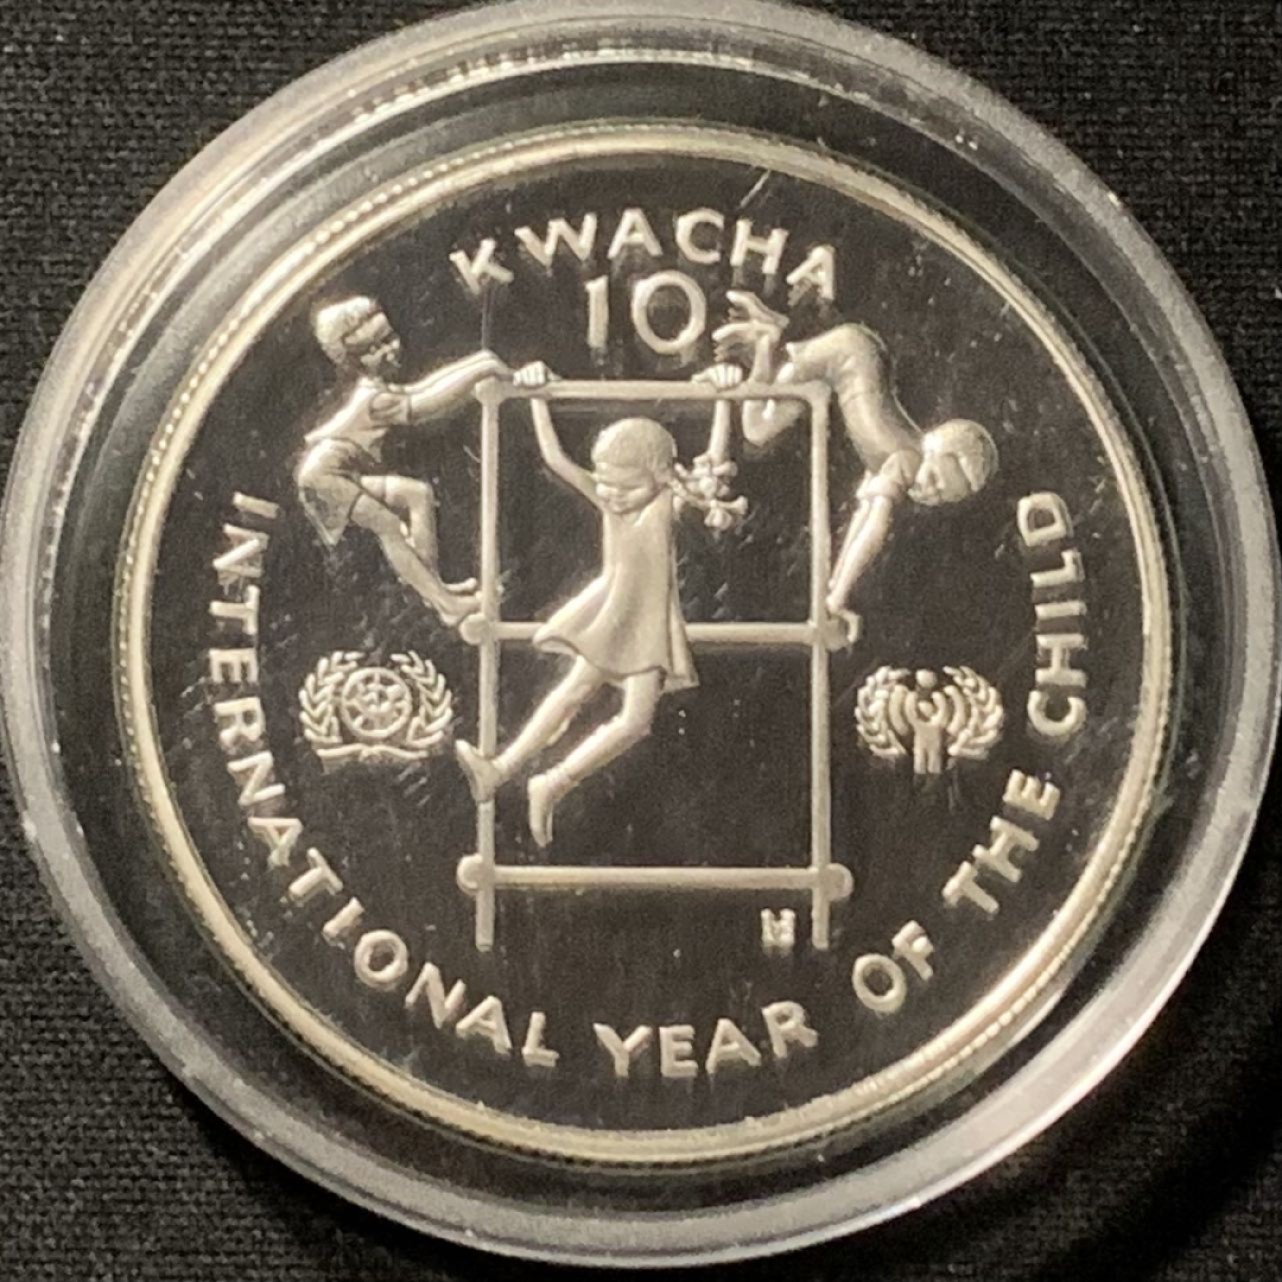 KWACHA
10
INTERNATIONAL YEAR OF THE CHILD